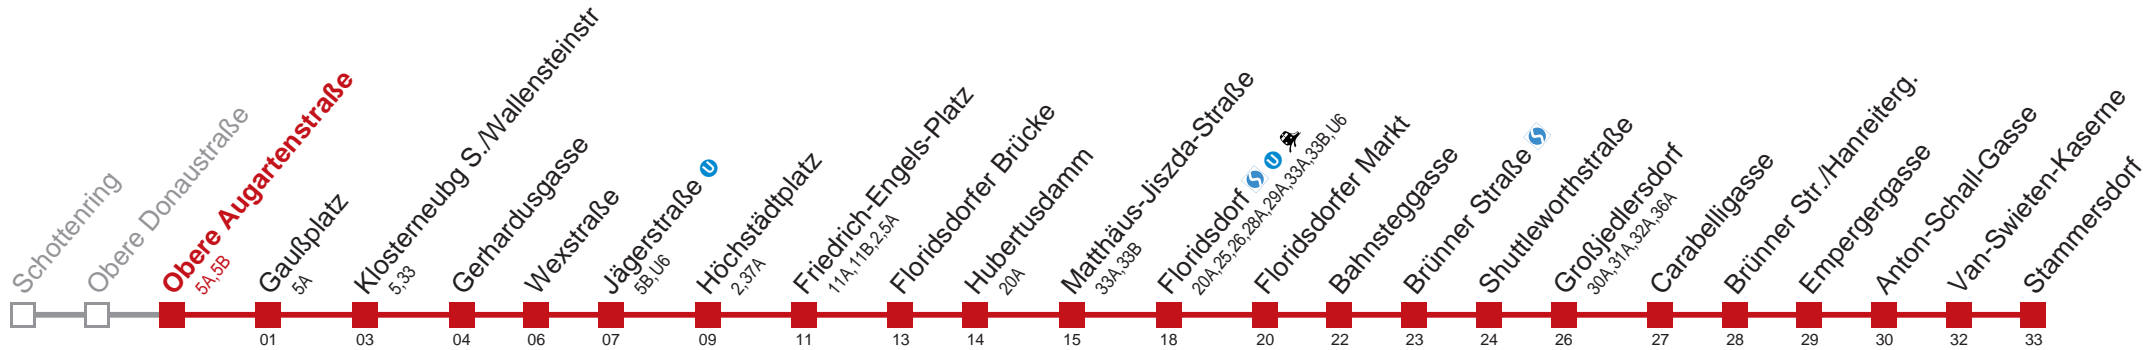 Schottenring
Obere Donaustraße
Obere Augartenstraße
5A,5B
Gaußplatz
5A
Klosterneubg S./Wallensteinstr
5,33
Gerhardusgasse
Wexstraße
Jägerstraße U
5B,U6
Höchstädtplatz
2,37A
Friedrich-Engels-Platz
11A,11B,2,5A
Floridsdorfer Brücke
Hubertusdamm
20A
Matthäus-Jiszda-Straße
33A,33B
Floridsdorf S U
20A,25,26,28A,29A,33A,33B,U6
Floridsdorfer Markt
Bahnsteggasse
Brünner Straße S
Shuttleworthstraße
Großjedlersdorf
30A,31A,32A,36A
Carabelligasse
Brünner Str./Hanreiterg.
Empergergasse
Anton-Schall-Gasse
Van-Swieten-Kaserne
Stammersdorf
01 03 04 06 07 09 11 13 14 15 18 20 22 23 24 26 27 28 29 30 32 33